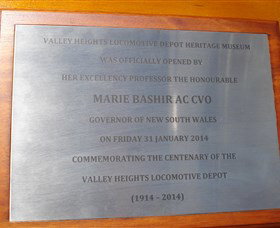 VALLEY HEIGHTS LOCOMOTIVE DEPOT HERITAGE MUSEUM
WAS OFFICIALLY OPENED BY
HER EXCELLENCY PROFESSOR THE HONOURABLE
MARIE BASHIR AC CVO
GOVERNOR OF NEW SOUTH WALES
ON FRIDAY 31 JANUARY 2014
COMMEMORATING THE CENTENARY OF THE
VALLEY HEIGHTS LOCOMOTIVE DEPOT
(1914 - 2014)